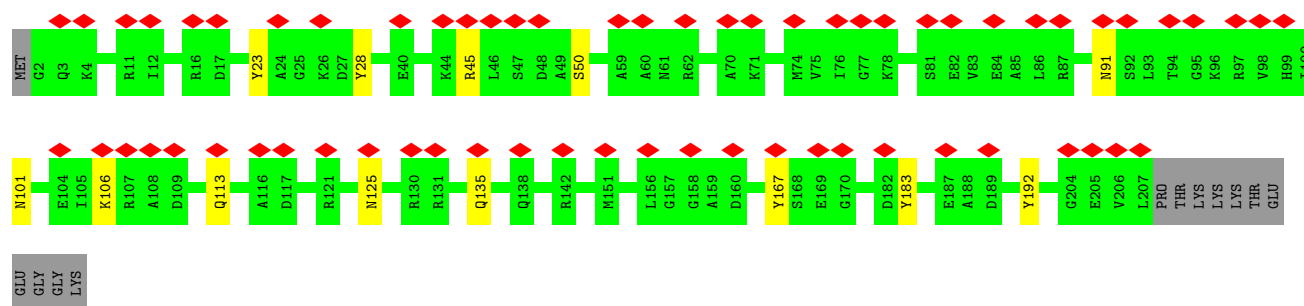 MET G2 Q3 K4 R11 I12 R16 D17 Y23 A24 G25 K26 D27 Y28 E40 K44 R45 L46 S47 D48 A49 S50 A59 A60 N61 R62 A70 K71 M74 V75 I76 G77 K78 S81 E82 V83 E84 A85 L86 R87 N91 S92 L93 T94 G95 K96 R97 V98 H99 I100
N101 E104 I105 K106 R107 A108 D109 Q113 A116 D117 R121 N125 R130 R131 Q135 Q138 R142 M151 L156 G157 G158 A159 D160 Y167 S168 E169 G170 D182 Y183 E187 A188 D189 Y192 G204 E205 V206 L207 PRO THR LYS LYS LYS THR GLU
GLU GLY GLY LYS